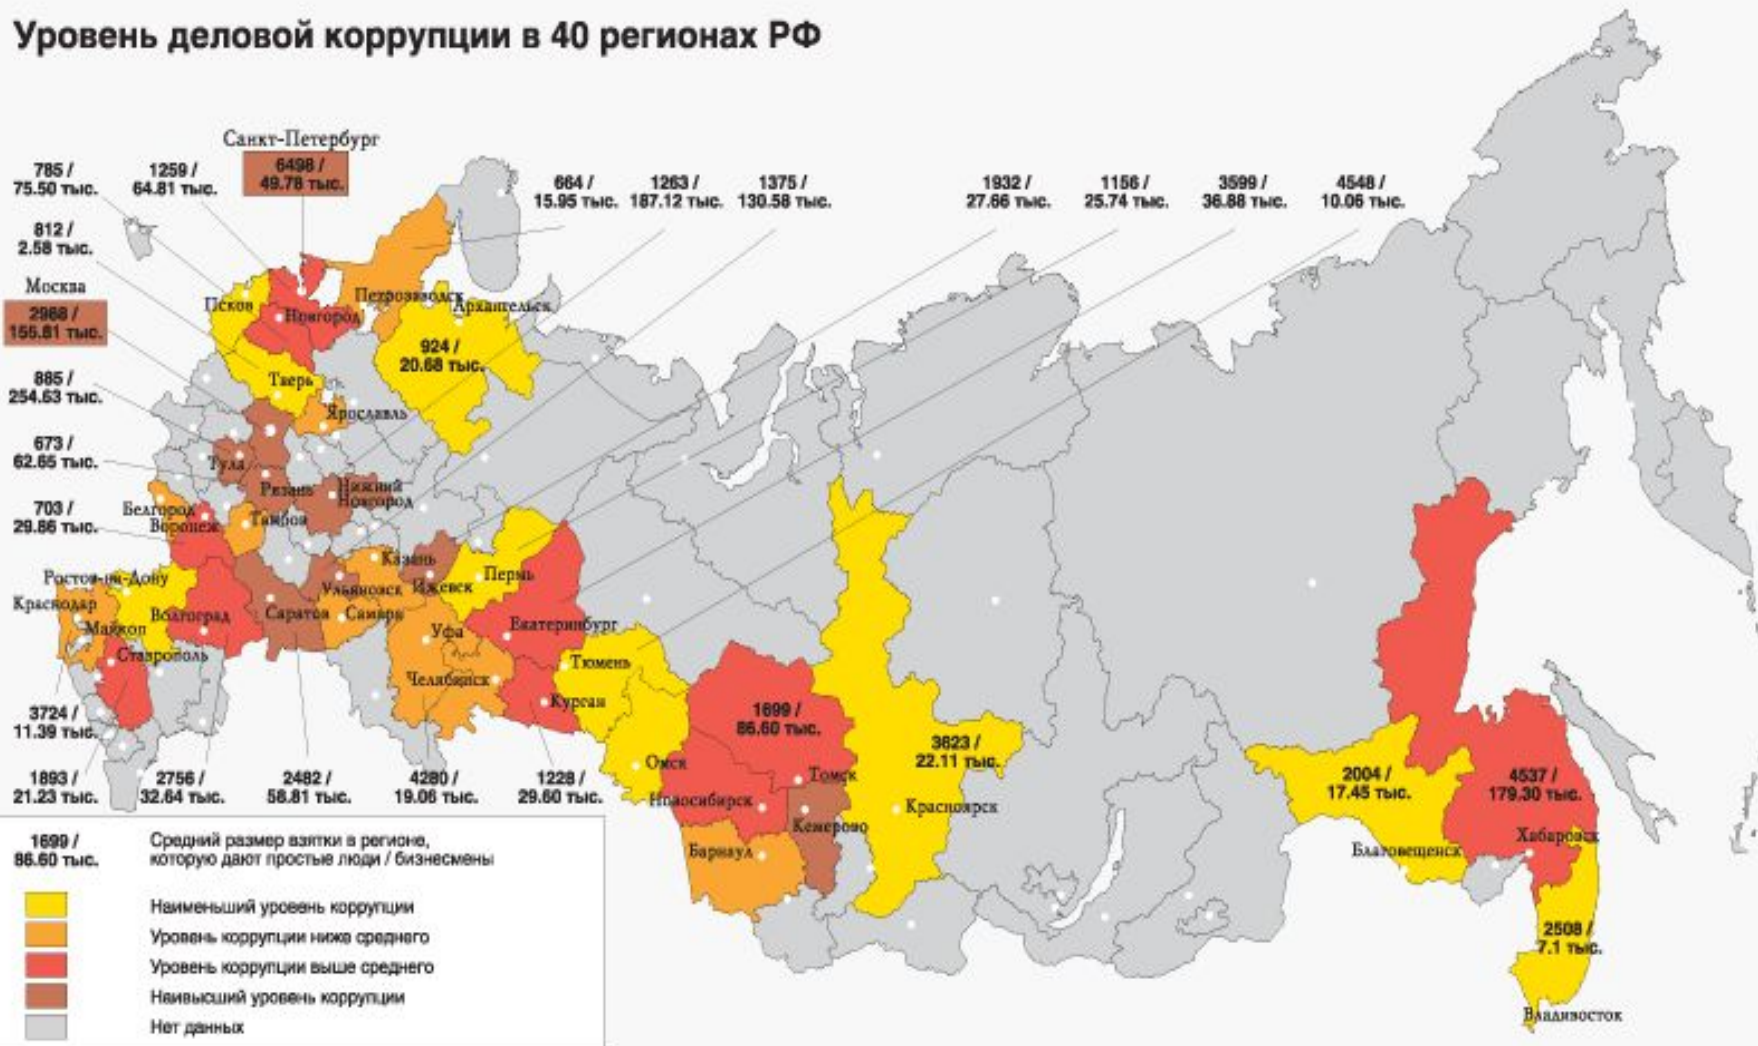 Уровень деловой коррупции в 40 регионах РФ
Санкт-Петербург
6498 /
49.78 тыс.
785 /
75.50 тыс.
1259 /
64.81 тыс.
664 /
15.95 тыс.
1263 /
187.12 тыс.
1375 /
130.58 тыс.
1932 /
27.66 тыс.
1156 /
25.74 тыс.
3599 /
36.88 тыс.
4548 /
10.06 тыс.
812 /
2.58 тыс.
Москва
2988 /
155.81 тыс.
885 /
254.63 тыс.
673 /
62.65 тыс.
703 /
29.86 тыс.
Псков
Новгород
Петрозаводск
Архангельск
924 /
20.68 тыс.
Тверь
Ярославль
Тула
Рязань
Нижний
Новгород
Белгород
Воронеж
Тамбов
Казань
Ульяновск
Ижевск
Пермь
Ростов-на-Дону
Краснодар
Майкоп
Волгоград
Саратов
Самара
Ставрополь
Уфа
Екатеринбург
Челябинск
Тюмень
Курган
3724 /
11.39 тыс.
1893 /
21.23 тыс.
2756 /
32.64 тыс.
2482 /
58.81 тыс.
4280 /
19.06 тыс.
1228 /
29.60 тыс.
1699 /
86.60 тыс.
Омск
Томск
Новосибирск
Кемерово
Барнаул
3623 /
22.11 тыс.
Красноярск
2004 /
17.45 тыс.
4537 /
179.30 тыс.
Хабаровск
Благовещенск
2508 /
7.1 тыс.
Владивосток
1699 /
86.60 тыс.
Средний размер взятки в регионе,
которую дают простые люди / бизнесмены
Наименьший уровень коррупции
Уровень коррупции ниже среднего
Уровень коррупции выше среднего
Наивысший уровень коррупции
Нет данных